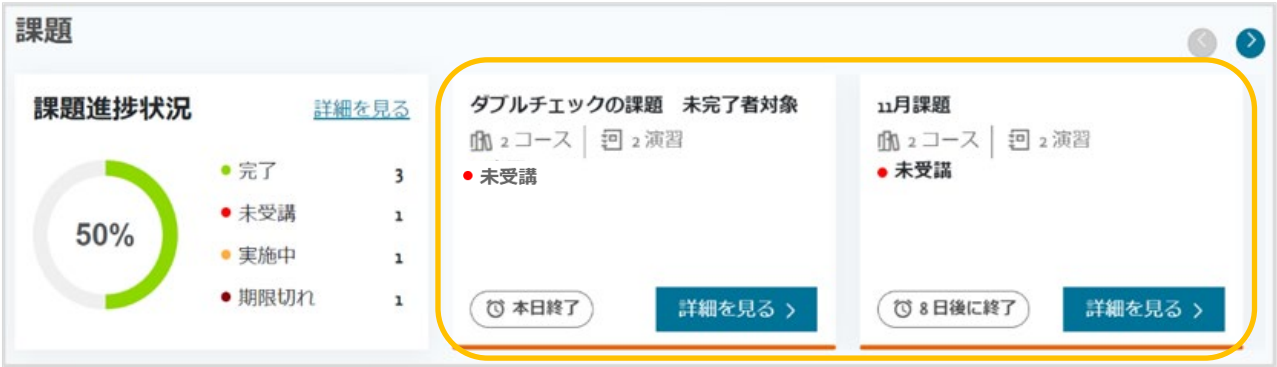 課題
課題進捗状況 詳細を見る
50%
完了 3
未受講 1
実施中 1
期限切れ 1
ダブルチェックの課題 未完了者対象
2 コース 2 演習
未受講
本日終了
詳細を見る
11月課題
2 コース 2 演習
未受講
8 日後に終了
詳細を見る